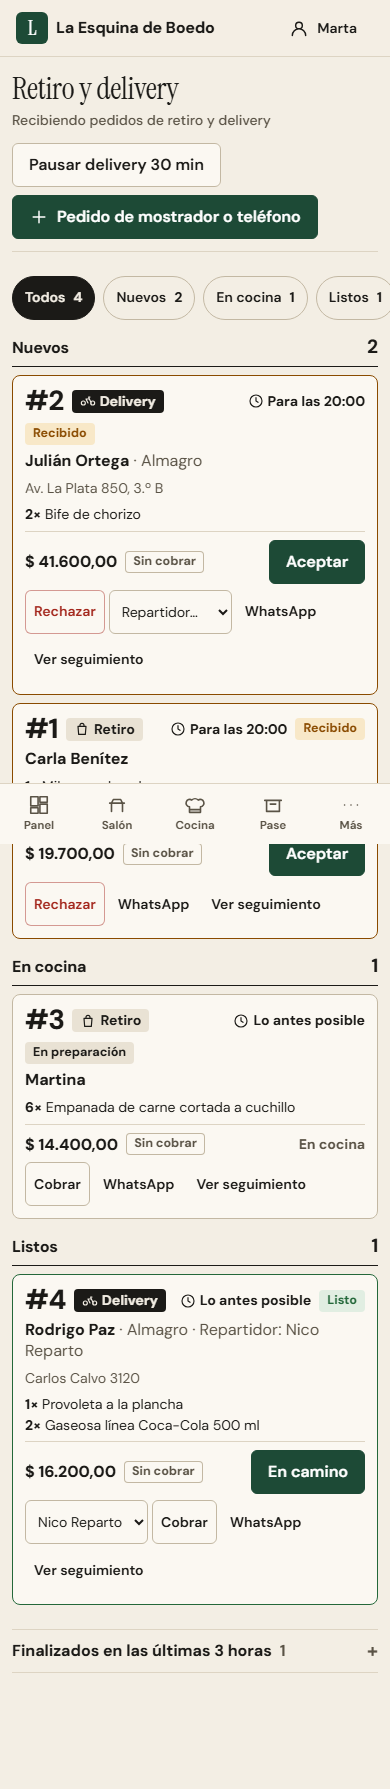 L La Esquina de Boedo Marta
Retiro y delivery
Recibiendo pedidos de retiro y delivery
Pausar delivery 30 min
+ Pedido de mostrador o teléfono
Todos 4 Nuevos 2 En cocina 1 Listos 1
Nuevos 2
#2 Delivery Para las 20:00
Recibido
Julián Ortega · Almagro
Av. La Plata 850, 3.º B
2× Bife de chorizo
$ 41.600,00 Sin cobrar Aceptar
Rechazar Repartidor... WhatsApp
Ver seguimiento
#1 Retiro Para las 20:00 Recibido
Carla Benítez
Panel Salón Cocina Pase Más
$ 19.700,00 Sin cobrar Aceptar
Rechazar WhatsApp Ver seguimiento
En cocina 1
#3 Retiro Lo antes posible
En preparación
Martina
6× Empanada de carne cortada a cuchillo
$ 14.400,00 Sin cobrar En cocina
Cobrar WhatsApp Ver seguimiento
Listos 1
#4 Delivery Lo antes posible Listo
Rodrigo Paz · Almagro · Repartidor: Nico
Reparto
Carlos Calvo 3120
1× Provoleta a la plancha
2× Gaseosa línea Coca-Cola 500 ml
$ 16.200,00 Sin cobrar En camino
Nico Reparto Cobrar WhatsApp
Ver seguimiento
Finalizados en las últimas 3 horas 1 +